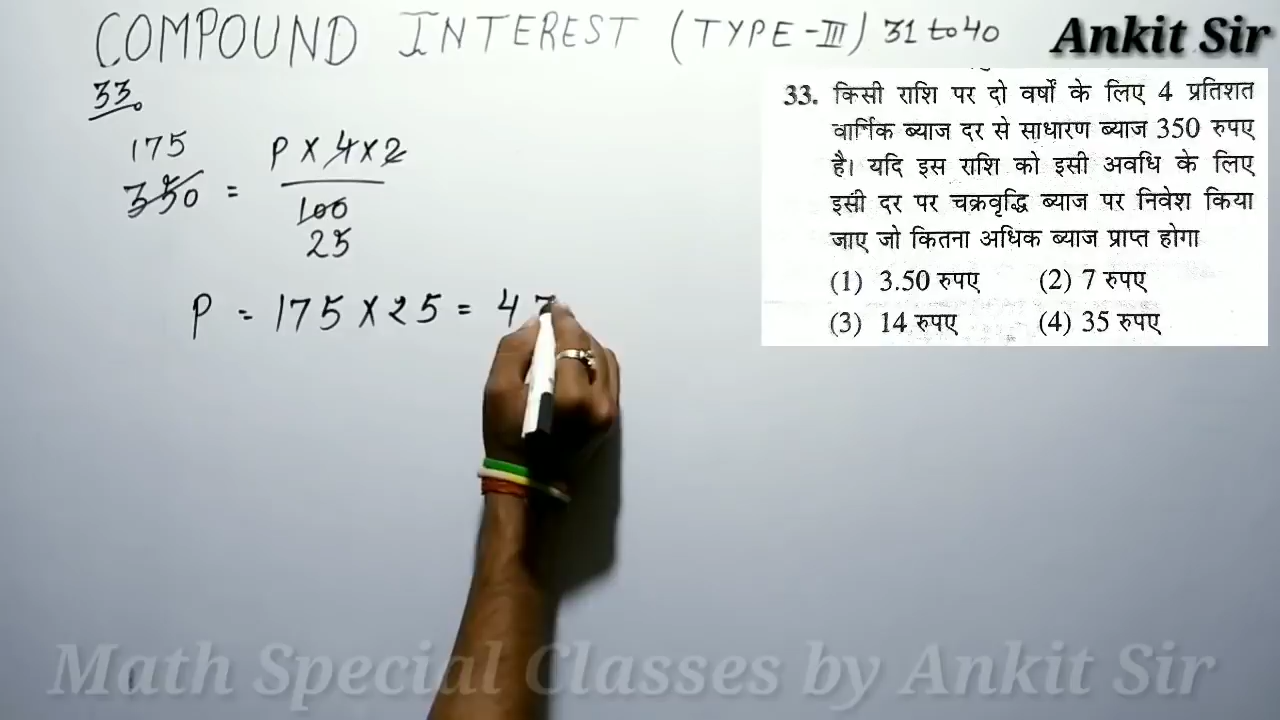 COMPOUND INTEREST (TYPE-III) 31 to 40
Ankit Sir
33.
175
350 = P × 4 × 2
100
25
P = 175 × 25 = 4
33. किसी राशि पर दो वर्षों के लिए 4 प्रतिशत
वार्षिक ब्याज दर से साधारण ब्याज 350 रुपए
है। यदि इस राशि को इसी अवधि के लिए
इसी दर पर चक्रवृद्धि ब्याज पर निवेश किया
जाए जो कितना अधिक ब्याज प्राप्त होगा
(1) 3.50 रुपए (2) 7 रुपए
(3) 14 रुपए (4) 35 रुपए
Math Special Classes by Ankit Sir